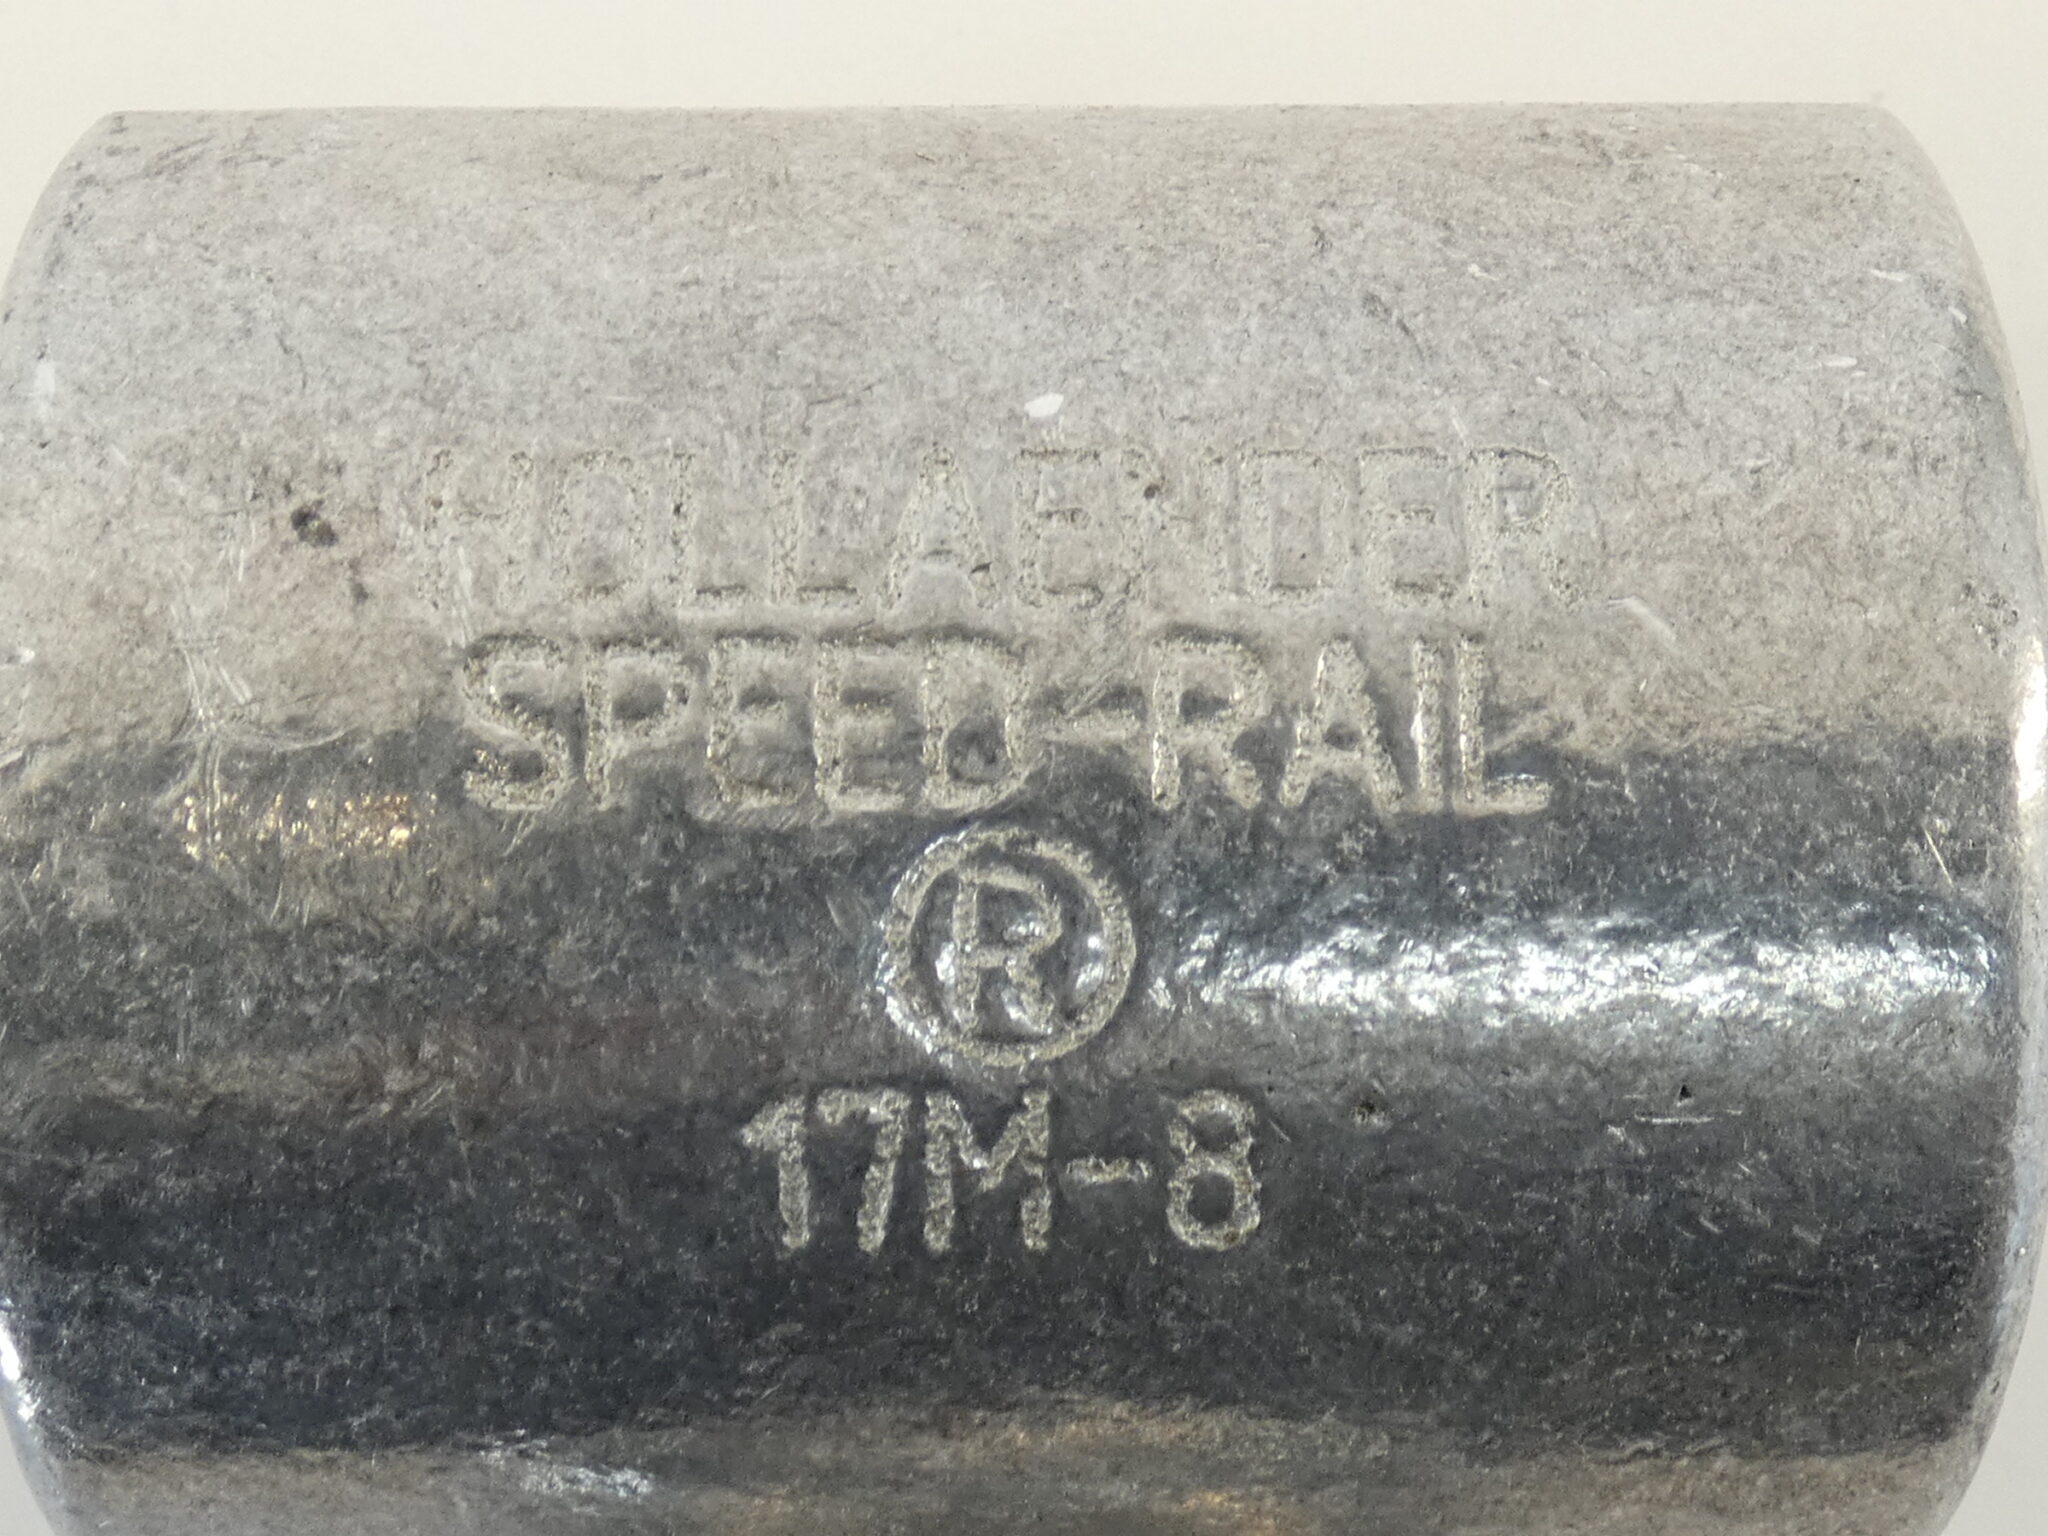 HOLLAENDER
SPEED-RAIL
®
17M-8